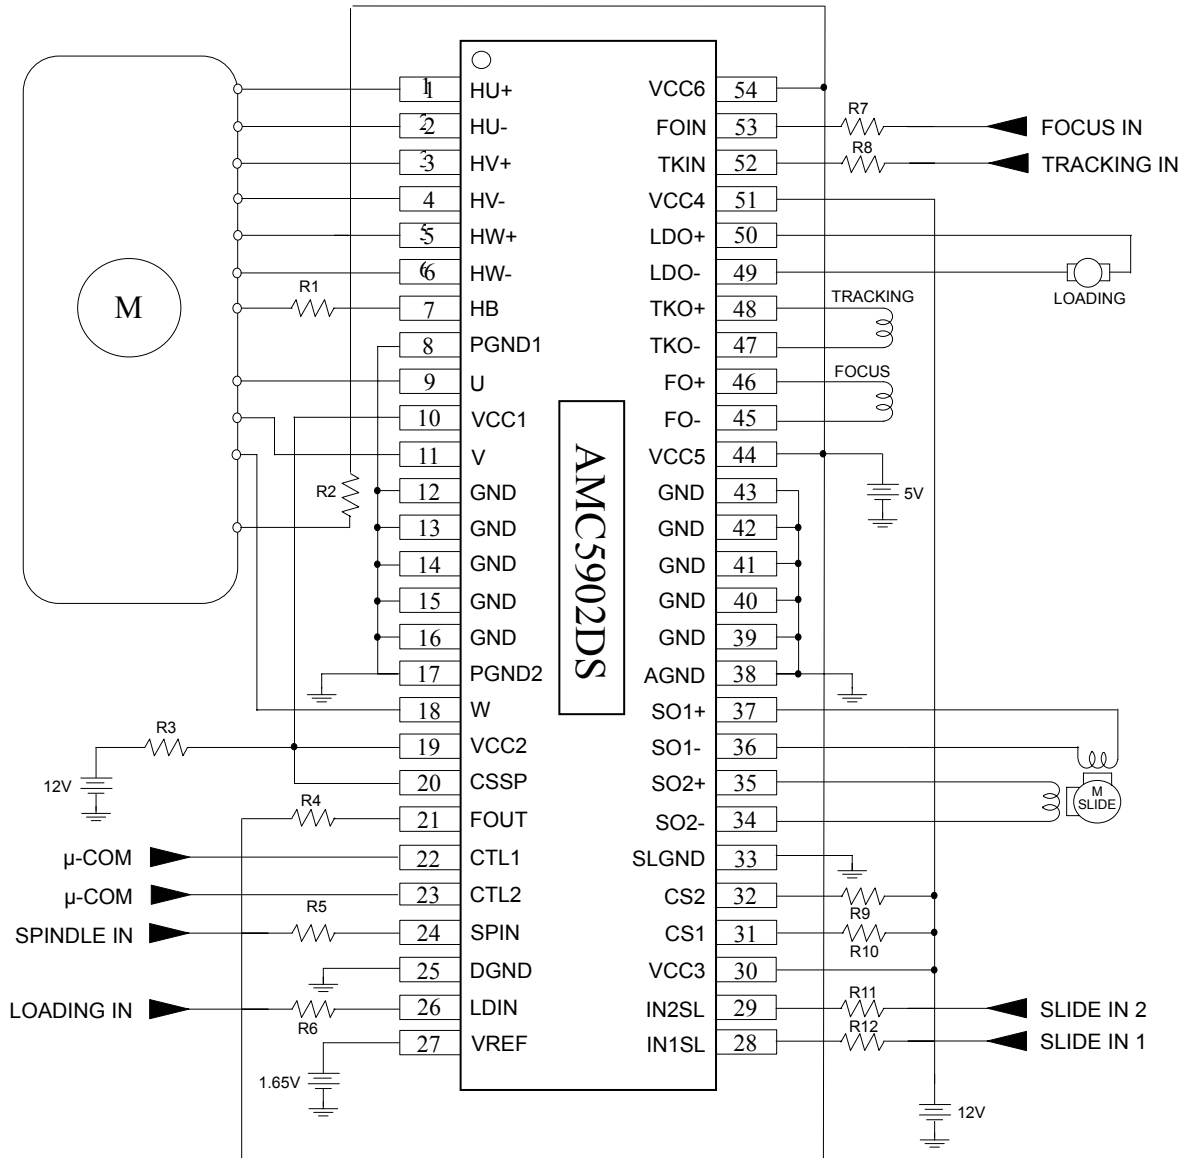 1 HU+ VCC6 54
R7
2 HU- FOIN 53 FOCUS IN
R8
3 HV+ TKIN 52 TRACKING IN
4 HV- VCC4 51
5 HW+ LDO+ 50
6 HW- LDO- 49
R1
TRACKING
LOADING
M
7 HB TKO+ 48
8 PGND1 TKO- 47
FOCUS
9 U FO+ 46
10 VCC1 FO- 45
11 V VCC5 44
R2
5V
12 GND GND 43
13 GND GND 42
14 GND GND 41
15 GND GND 40
16 GND GND 39
17 PGND2 AGND 38
AMC5902DS
18 W SO1+ 37
R3
19 VCC2 SO1- 36
12V
20 CSSP SO2+ 35
M
SLIDE
R4
21 FOUT SO2- 34
µ-COM 22 CTL1 SLGND 33
µ-COM 23 CTL2 CS2 32
R9
R5
SPINDLE IN 24 SPIN CS1 31
R10
25 DGND VCC3 30
R11
LOADING IN 26 LDIN IN2SL 29 SLIDE IN 2
R6
R12
27 VREF IN1SL 28 SLIDE IN 1
1.65V
12V